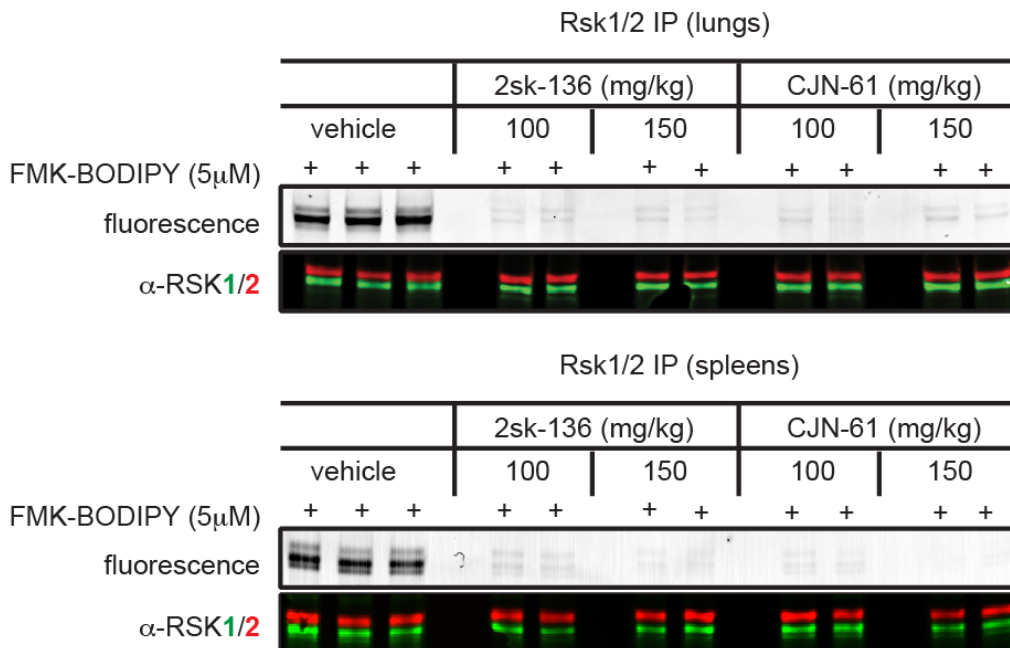 Rsk1/2 IP (lungs)
2sk-136 (mg/kg) CJN-61 (mg/kg)
vehicle 100 150 100 150
FMK-BODIPY (5μM) + + + + + + + + + + +
fluorescence
α-RSK1/2
Rsk1/2 IP (spleens)
2sk-136 (mg/kg) CJN-61 (mg/kg)
vehicle 100 150 100 150
FMK-BODIPY (5μM) + + + + + + + + + + +
fluorescence
α-RSK1/2